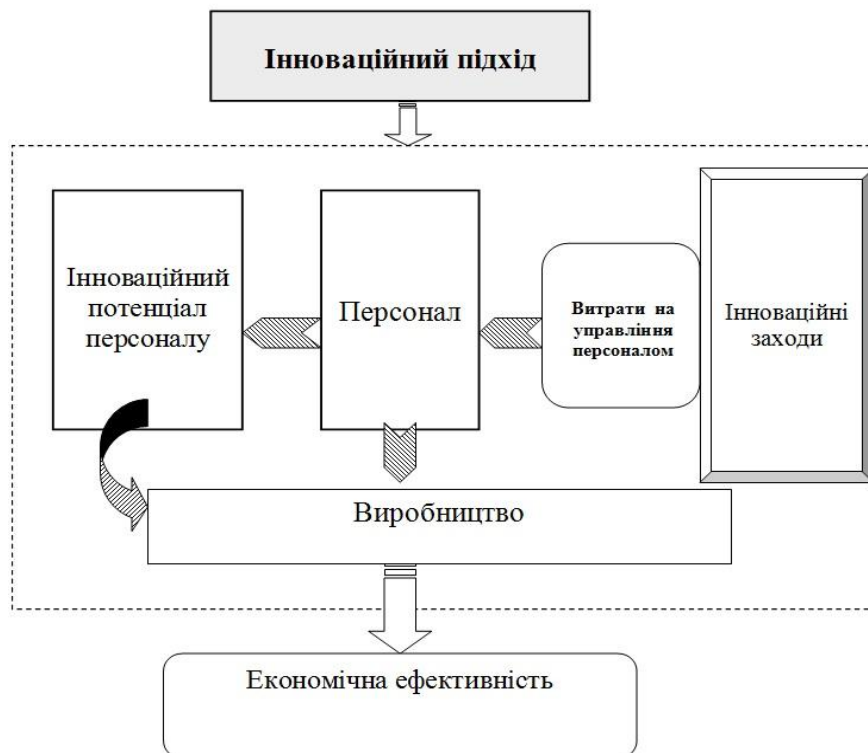 Інноваційний підхід
Інноваційний
потенціал
персоналу
Персонал
Витрати на
управління
персоналом
Інноваційні
заходи
Виробництво
Економічна ефективність